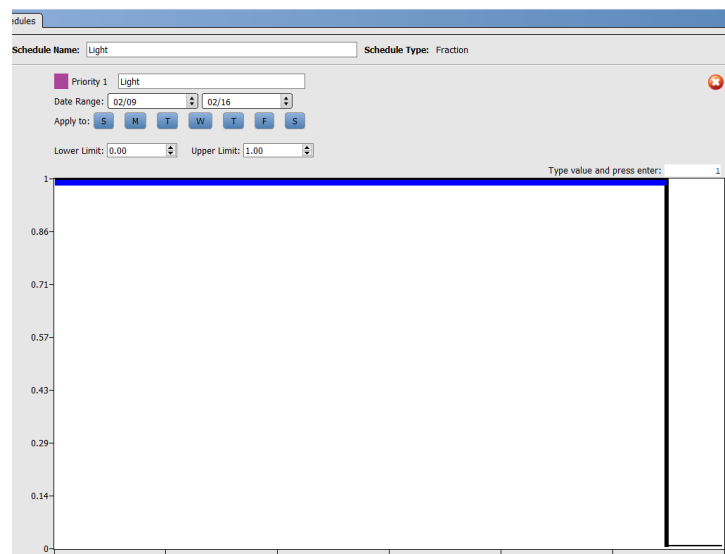 Schedule Name: Light Schedule Type: Fraction
Priority 1 Light
Date Range: 02/09 02/16
Apply to: S M T W T F S
Lower Limit: 0.00 Upper Limit: 1.00
Type value and press enter: 1
1
0.86
0.71
0.57
0.43
0.29
0.14
0